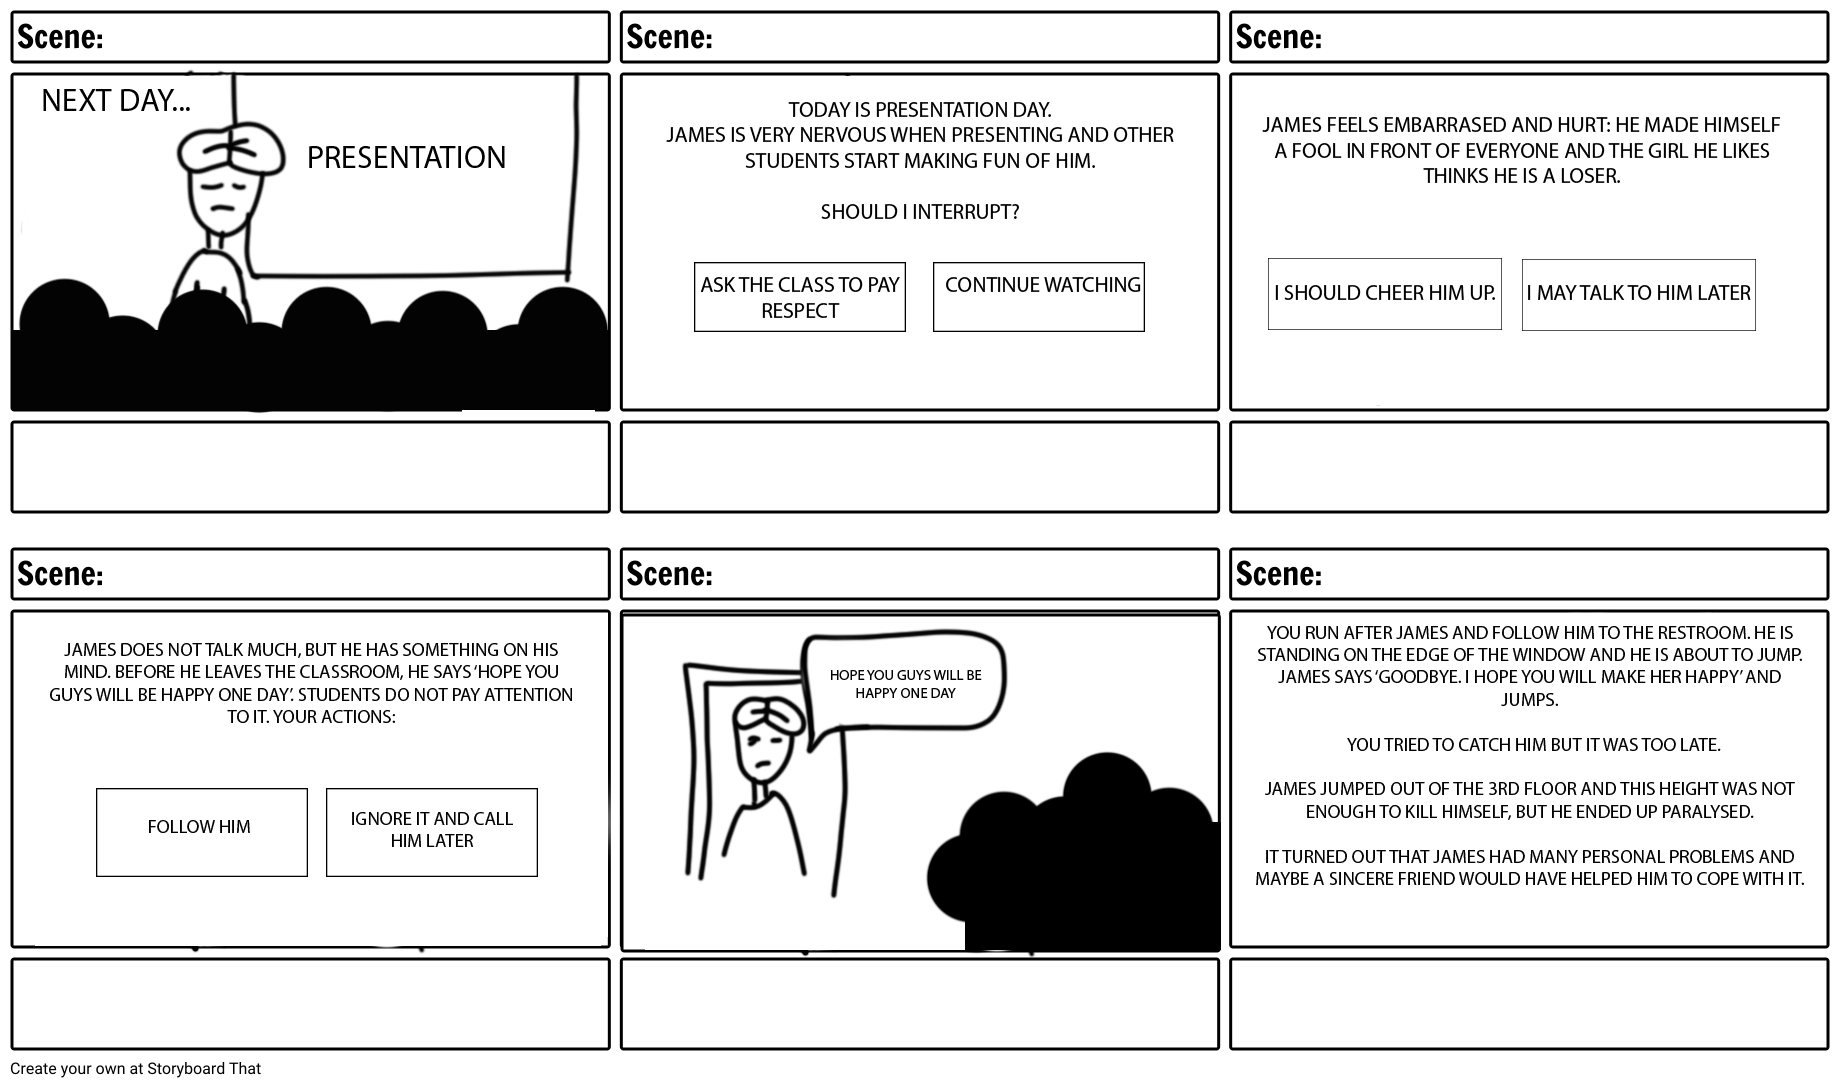 Scene:
NEXT DAY...
PRESENTATION
Scene:
TODAY IS PRESENTATION DAY.
JAMES IS VERY NERVOUS WHEN PRESENTING AND OTHER
STUDENTS START MAKING FUN OF HIM.
SHOULD I INTERRUPT?
ASK THE CLASS TO PAY
RESPECT
CONTINUE WATCHING
Scene:
JAMES FEELS EMBARRASED AND HURT: HE MADE HIMSELF
A FOOL IN FRONT OF EVERYONE AND THE GIRL HE LIKES
THINKS HE IS A LOSER.
I SHOULD CHEER HIM UP.
I MAY TALK TO HIM LATER
Scene:
JAMES DOES NOT TALK MUCH, BUT HE HAS SOMETHING ON HIS
MIND. BEFORE HE LEAVES THE CLASSROOM, HE SAYS ‘HOPE YOU
GUYS WILL BE HAPPY ONE DAY’. STUDENTS DO NOT PAY ATTENTION
TO IT. YOUR ACTIONS:
FOLLOW HIM
IGNORE IT AND CALL
HIM LATER
Scene:
HOPE YOU GUYS WILL BE
HAPPY ONE DAY
Scene:
YOU RUN AFTER JAMES AND FOLLOW HIM TO THE RESTROOM. HE IS
STANDING ON THE EDGE OF THE WINDOW AND HE IS ABOUT TO JUMP.
JAMES SAYS ‘GOODBYE. I HOPE YOU WILL MAKE HER HAPPY’ AND
JUMPS.
YOU TRIED TO CATCH HIM BUT IT WAS TOO LATE.
JAMES JUMPED OUT OF THE 3RD FLOOR AND THIS HEIGHT WAS NOT
ENOUGH TO KILL HIMSELF, BUT HE ENDED UP PARALYSED.
IT TURNED OUT THAT JAMES HAD MANY PERSONAL PROBLEMS AND
MAYBE A SINCERE FRIEND WOULD HAVE HELPED HIM TO COPE WITH IT.
Create your own at Storyboard That